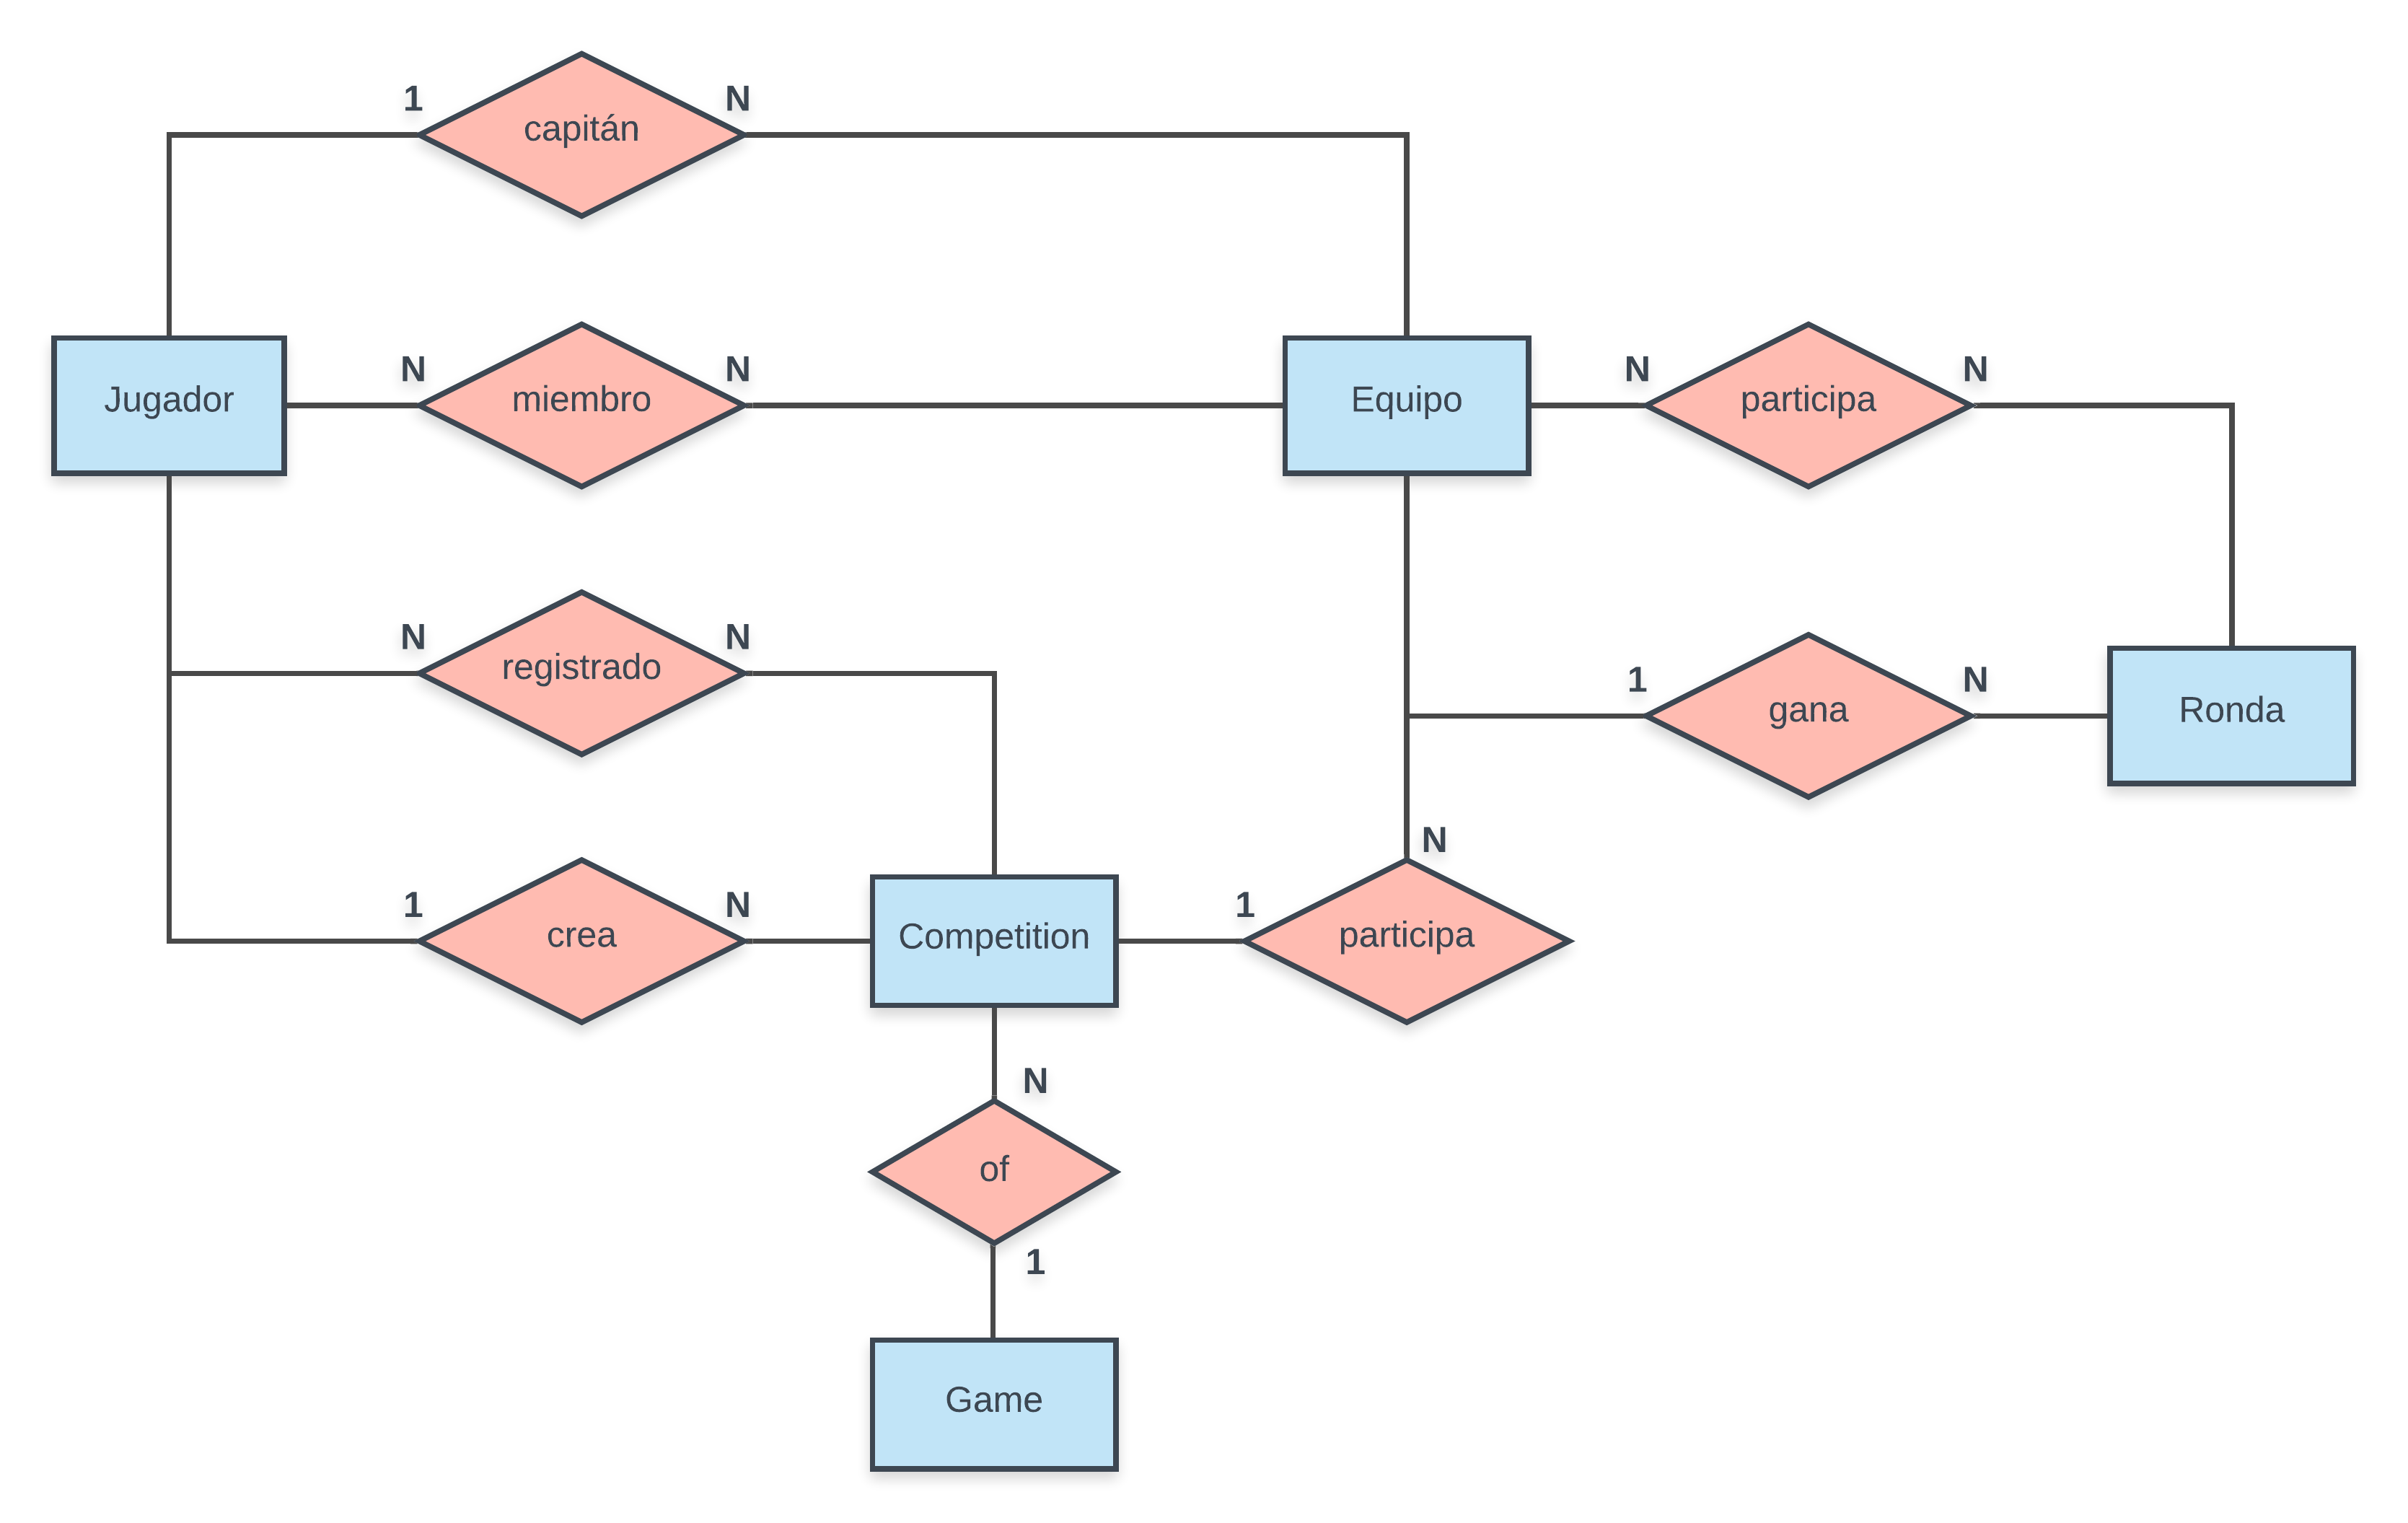 1
N
capitán
N
N
N
N
Jugador
miembro
Equipo
participa
N
N
registrado
1
N
gana
Ronda
N
1
N
1
crea
Competition
participa
N
of
1
Game